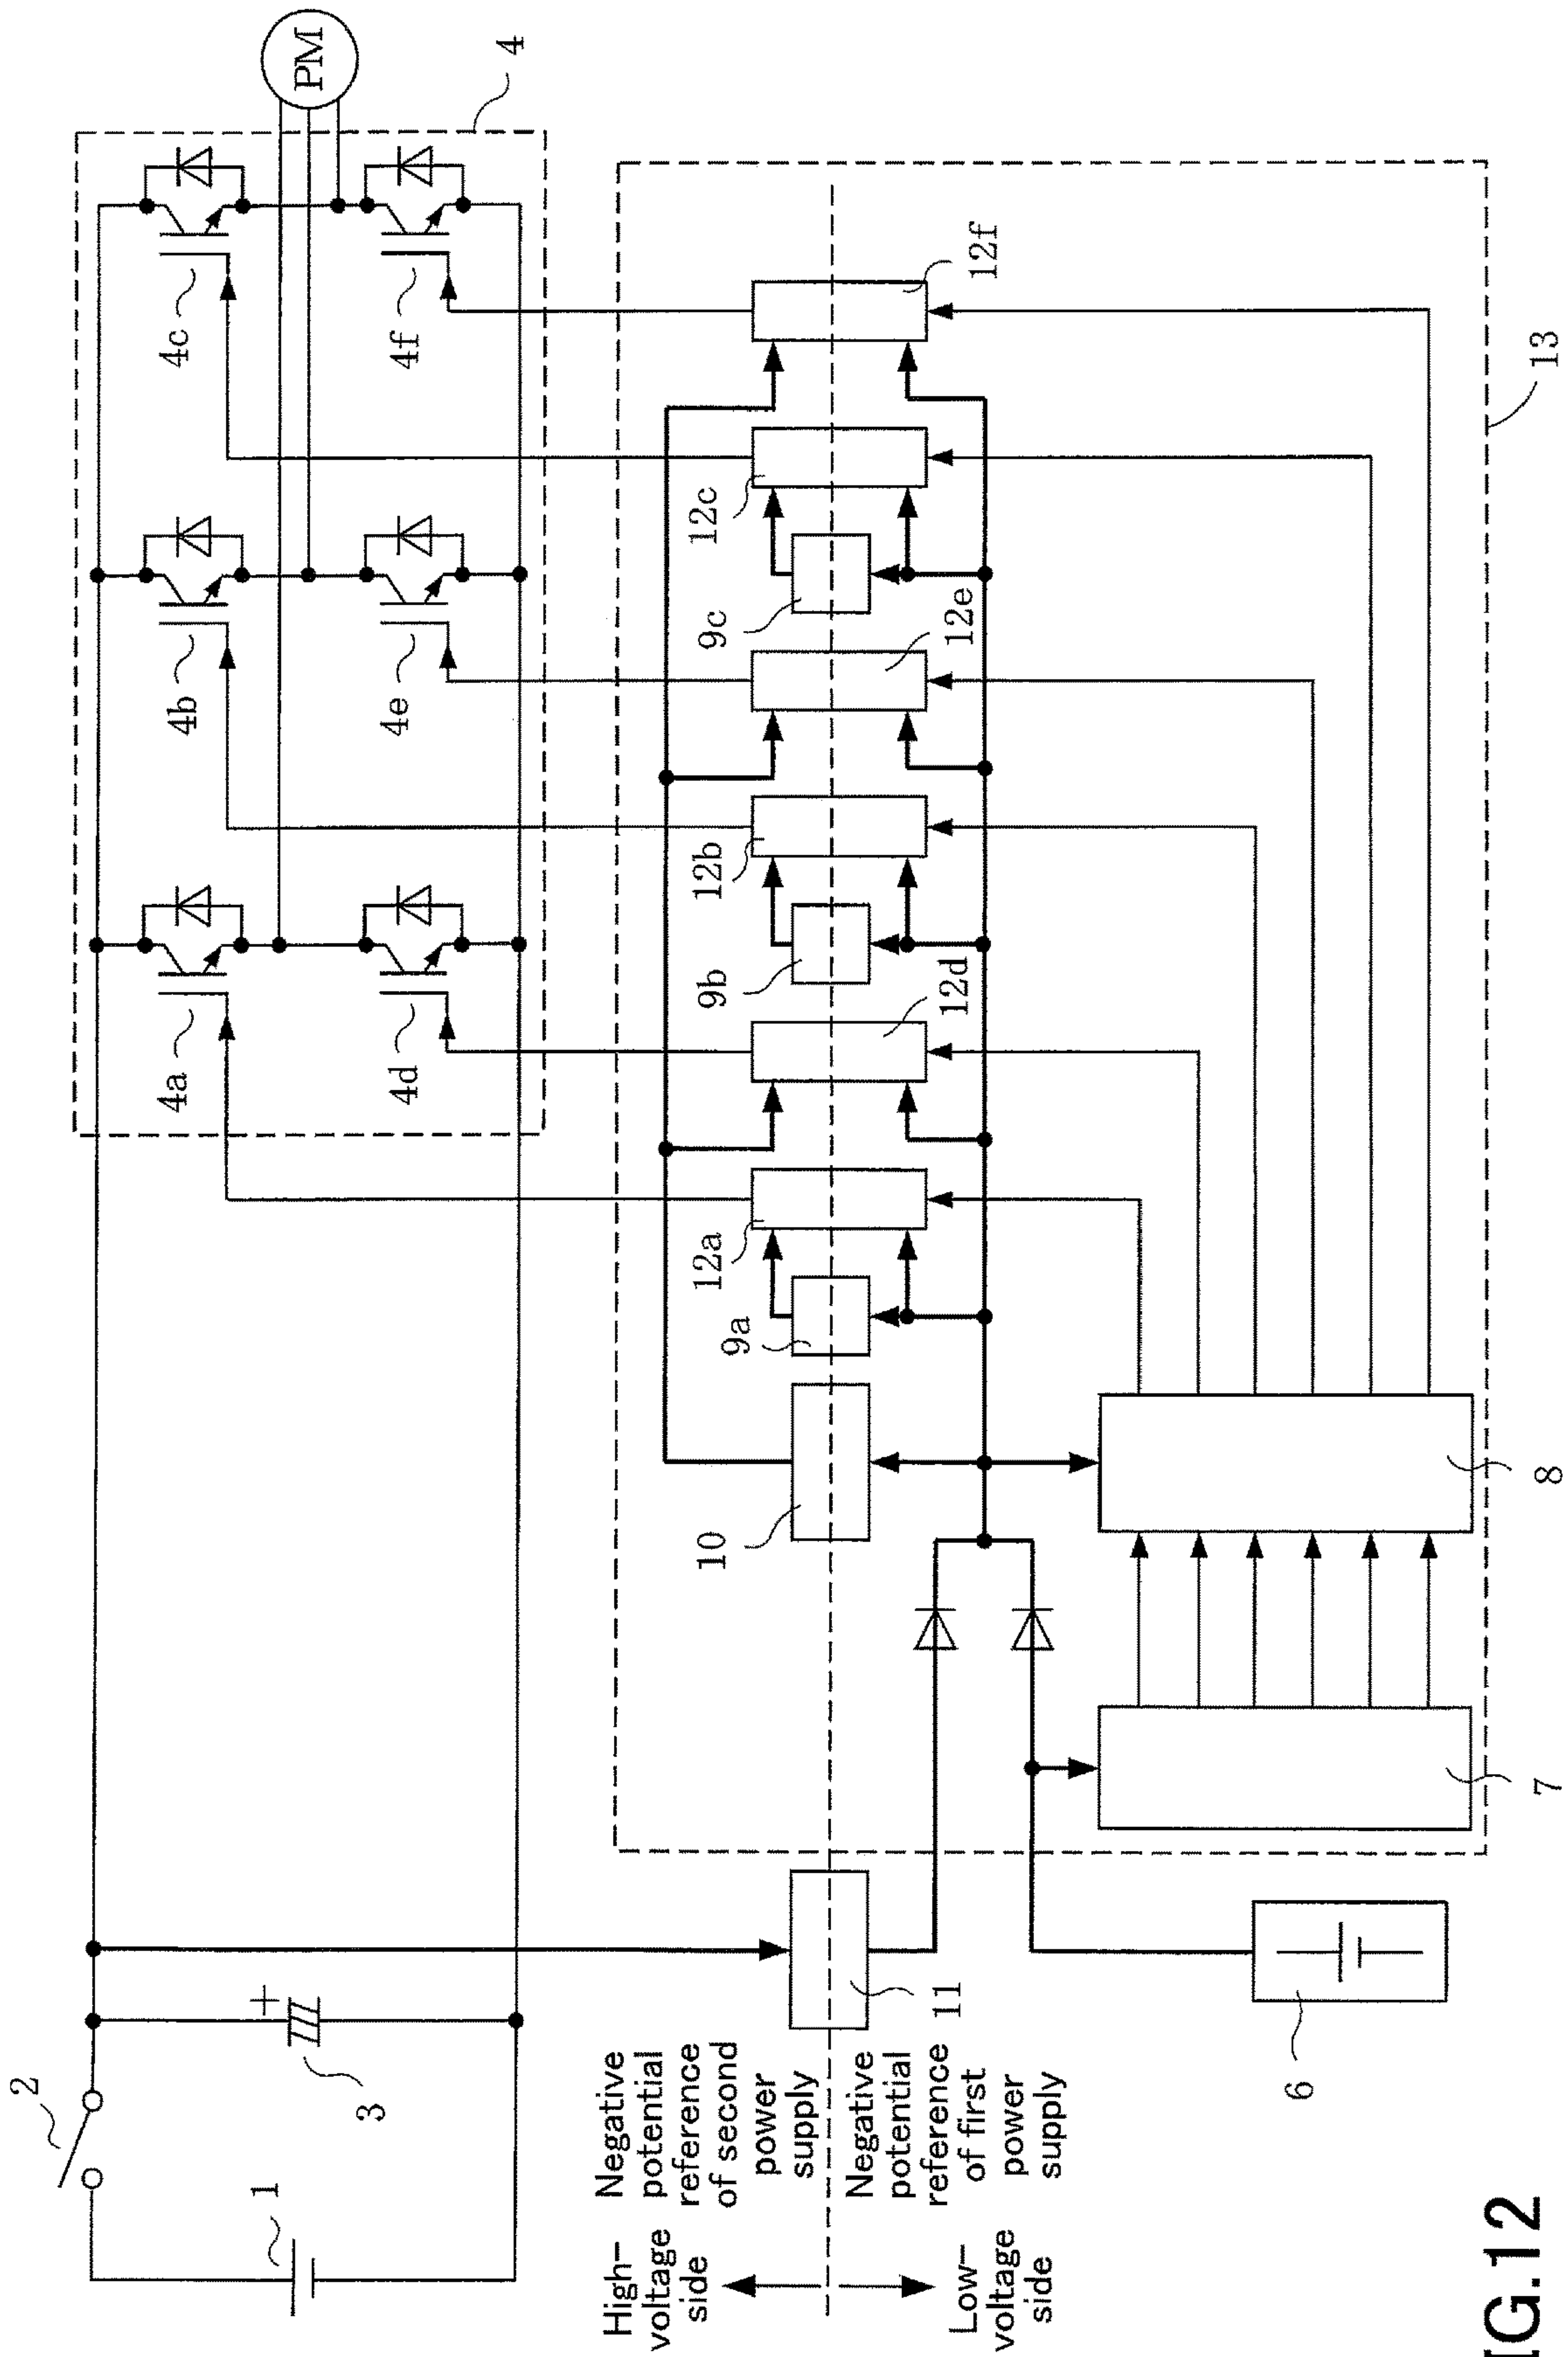 2
1
3
High-
voltage
side
Negative
potential
reference
of second
power
supply
Low-
voltage
side
Negative
potential
reference
of first
power
supply
11
6
4
PM
4a
4b
4c
4d
4e
4f
10
9a
12a
12d
9b
12b
12e
9c
12c
12f
7
8
13
IG.12